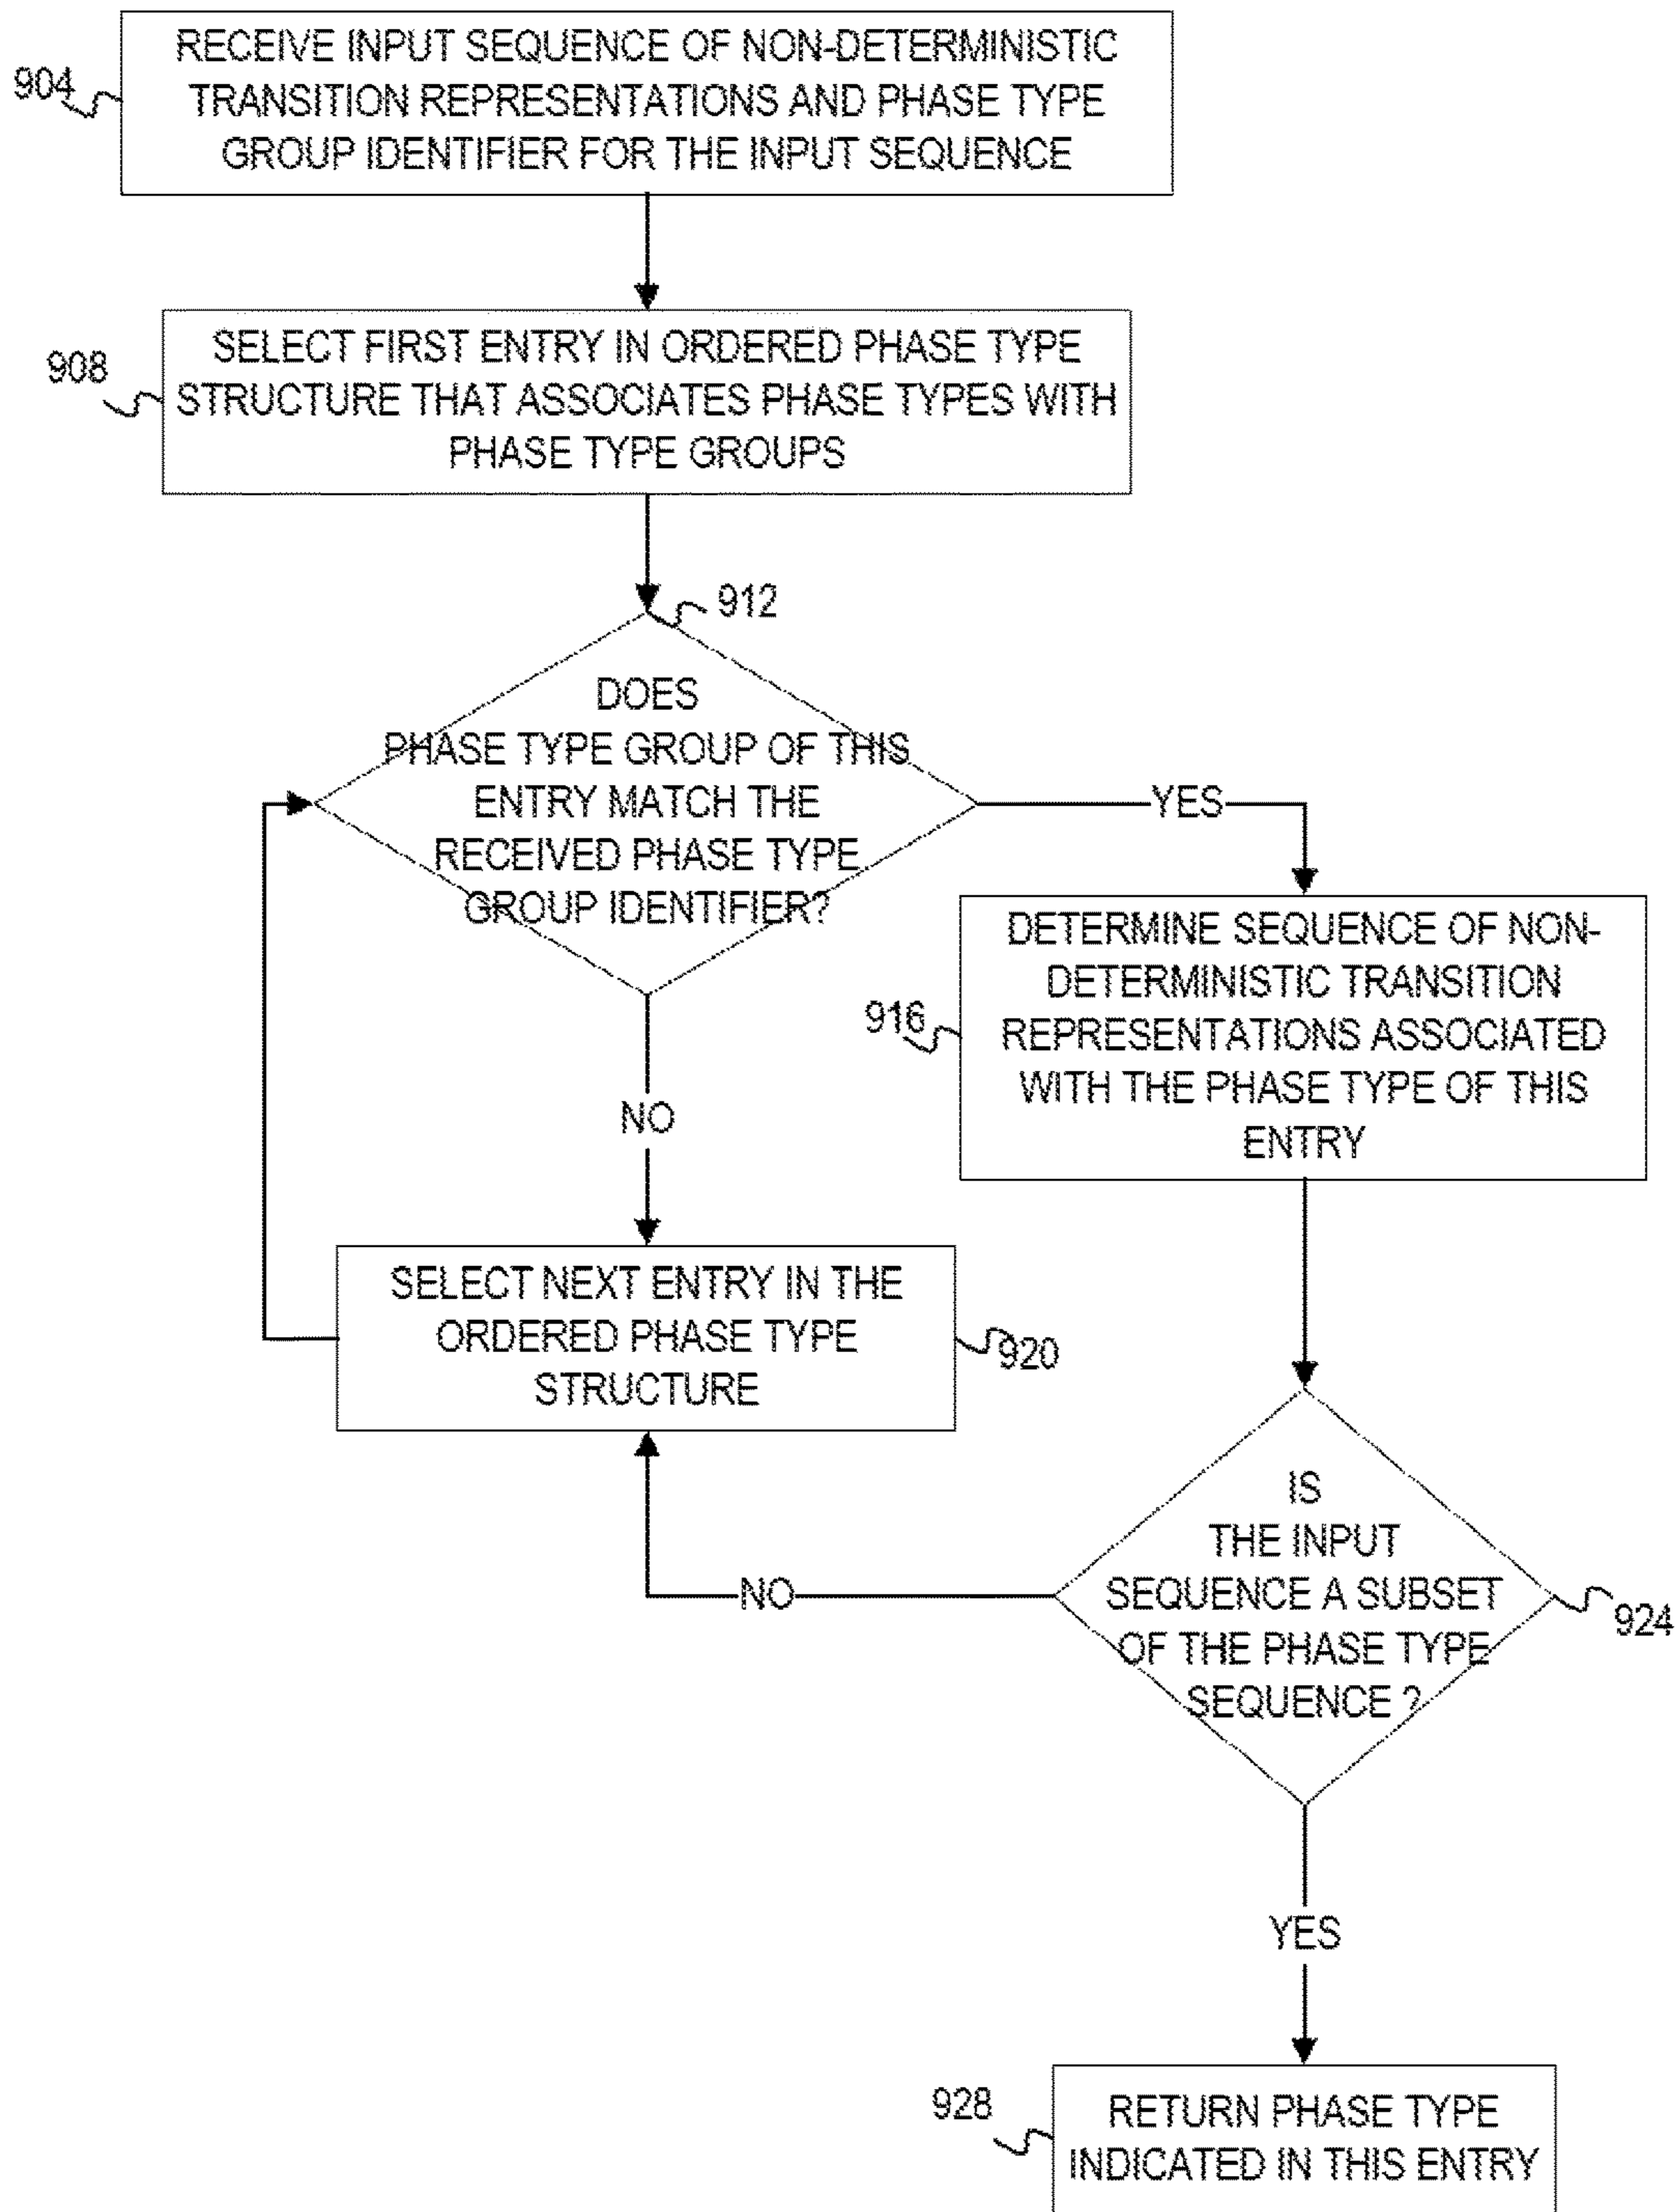 904
RECEIVE INPUT SEQUENCE OF NON-DETERMINISTIC
TRANSITION REPRESENTATIONS AND PHASE TYPE
GROUP IDENTIFIER FOR THE INPUT SEQUENCE
908
SELECT FIRST ENTRY IN ORDERED PHASE TYPE
STRUCTURE THAT ASSOCIATES PHASE TYPES WITH
PHASE TYPE GROUPS
912
DOES
PHASE TYPE GROUP OF THIS
ENTRY MATCH THE
RECEIVED PHASE TYPE
GROUP IDENTIFIER?
YES
NO
916
DETERMINE SEQUENCE OF NON-
DETERMINISTIC TRANSITION
REPRESENTATIONS ASSOCIATED
WITH THE PHASE TYPE OF THIS
ENTRY
SELECT NEXT ENTRY IN THE
ORDERED PHASE TYPE
STRUCTURE
920
IS
THE INPUT
SEQUENCE A SUBSET
OF THE PHASE TYPE
SEQUENCE ?
924
NO
YES
928
RETURN PHASE TYPE
INDICATED IN THIS ENTRY